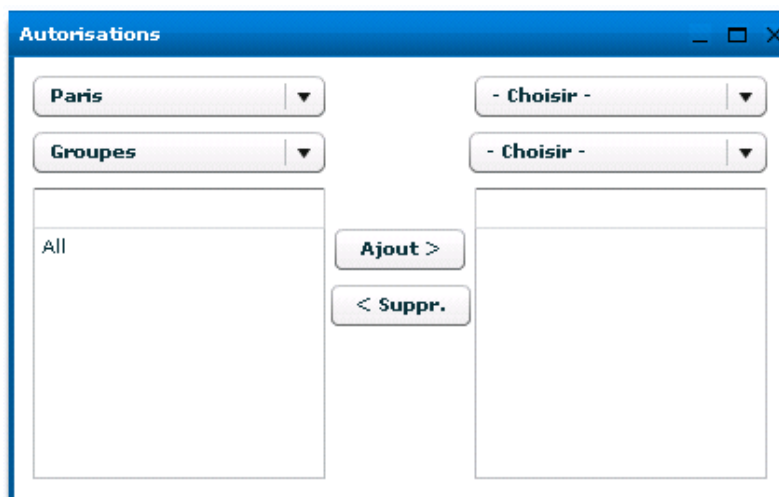 Autorisations
Paris
- Choisir -
Groupes
- Choisir -
All
Ajout >
< Suppr.